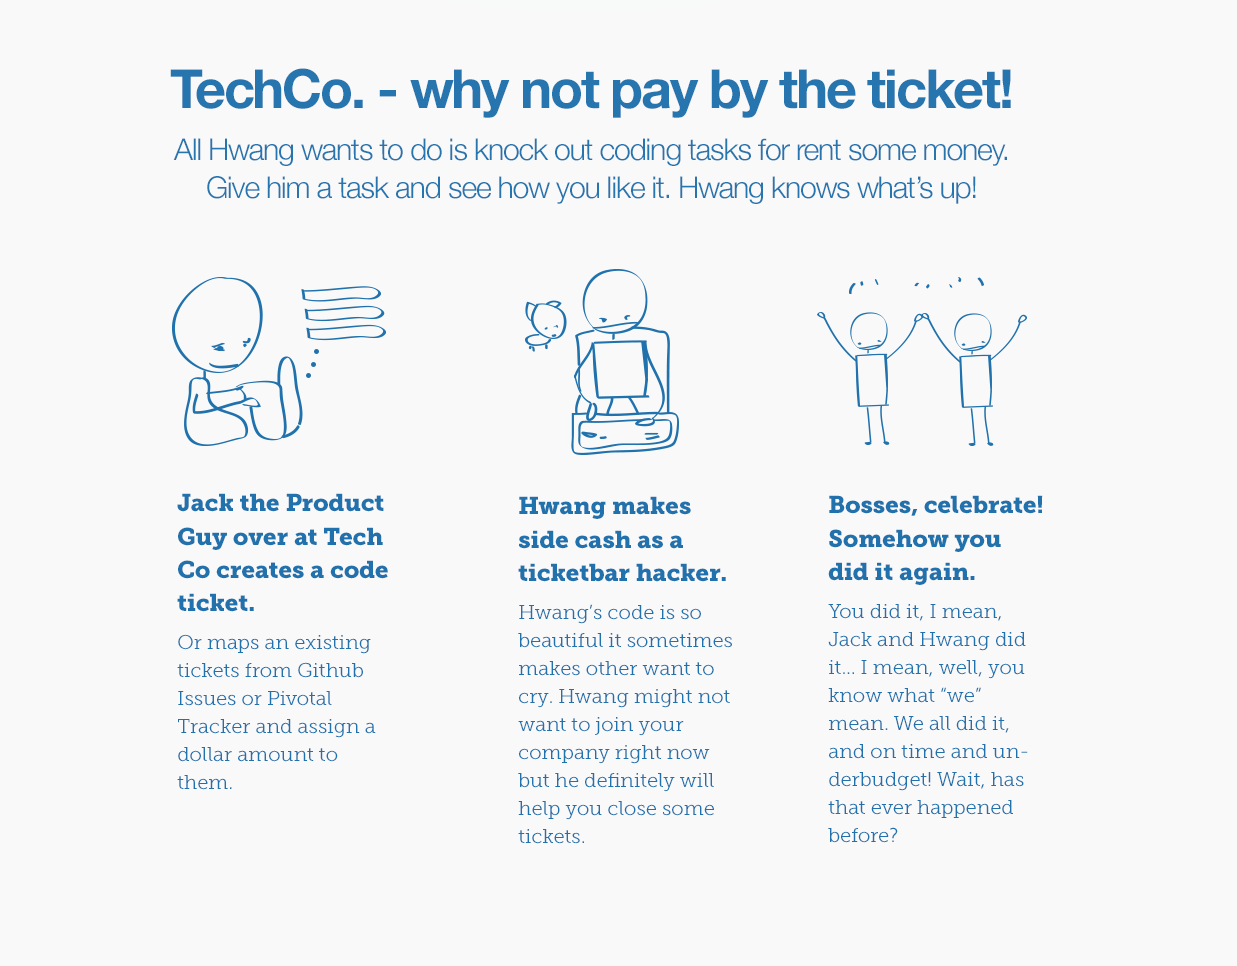 TechCo. - why not pay by the ticket!
All Hwang wants to do is knock out coding tasks for rent some money.
Give him a task and see how you like it. Hwang knows what's up!
Jack the Product
Guy over at Tech
Co creates a code
ticket.
Or maps an existing
tickets from Github
Issues or Pivotal
Tracker and assign a
dollar amount to
them.
Hwang makes
side cash as a
ticketbar hacker.
Hwang's code is so
beautiful it sometimes
makes other want to
cry. Hwang might not
want to join your
company right now
but he definitely will
help you close some
tickets.
Bosses, celebrate!
Somehow you
did it again.
You did it, I mean,
Jack and Hwang did
it... I mean, well, you
know what “we”
mean. We all did it,
and on time and un-
derbudget! Wait, has
that ever happened
before?